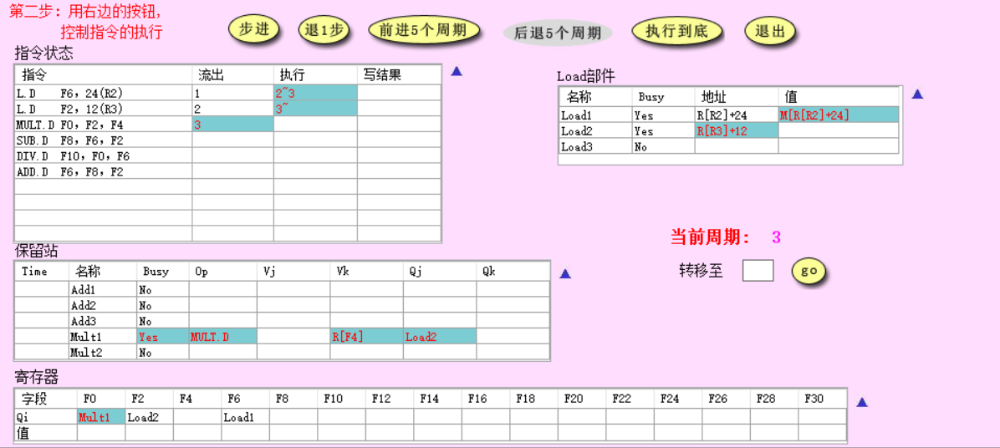 第二步: 用右边的按钮,
控制指令的执行
步进 退1步 前进5个周期 后退5个周期 执行到底 退出
指令状态
指令 流出 执行 写结果
L.D F6, 24(R2) 1 2~3
L.D F2, 12(R3) 2 3~
MULT.D F0, F2, F4 3
SUB.D F8, F6, F2
DIV.D F10, F0, F6
ADD.D F6, F8, F2
Load部件
名称 Busy 地址 值
Load1 Yes R[R2]+24 M[R[R2]+24]
Load2 Yes R[R3]+12
Load3 No
当前周期: 3
转移至 go
保留站
Time 名称 Busy Op Vj Vk Qj Qk
Add1 No
Add2 No
Add3 No
Mult1 Yes MULT.D R[F4] Load2
Mult2 No
寄存器
字段 F0 F2 F4 F6 F8 F10 F12 F14 F16 F18 F20 F22 F24 F26 F28 F30
Qi Mult1 Load2 Load1
值